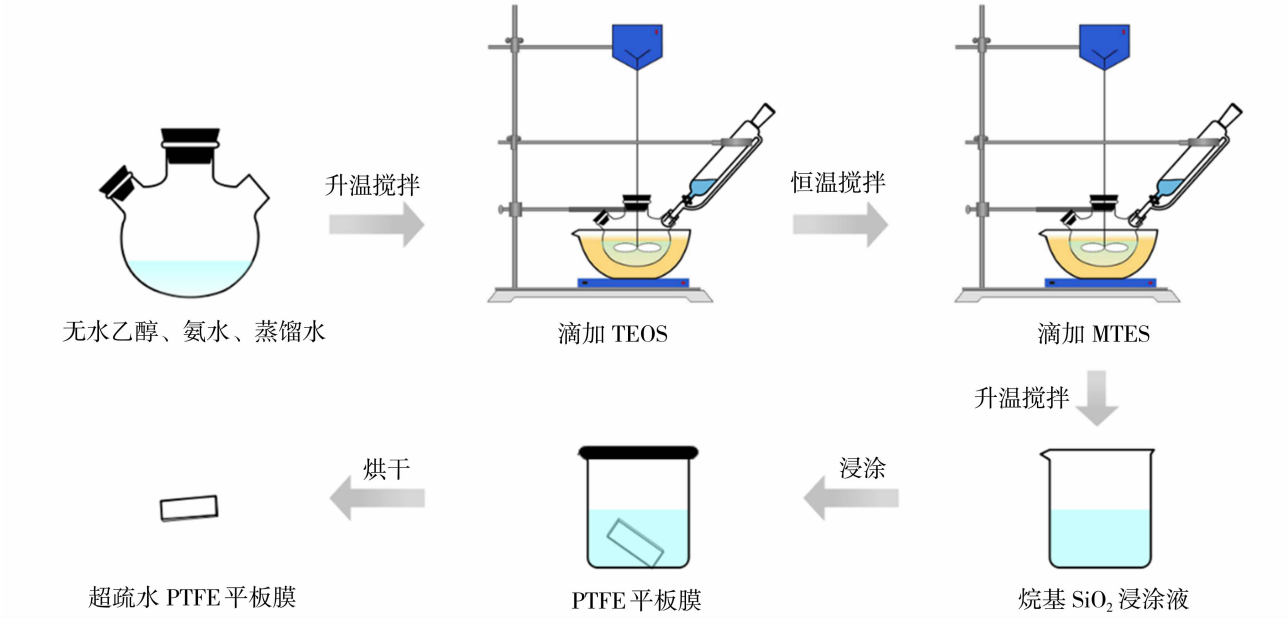 升温搅拌
恒温搅拌
无水乙醇、氨水、蒸馏水
滴加 TEOS
滴加 MTES
升温搅拌
烘干
浸涂
超疏水 PTFE 平板膜
PTFE 平板膜
烷基 SiO₂ 浸涂液